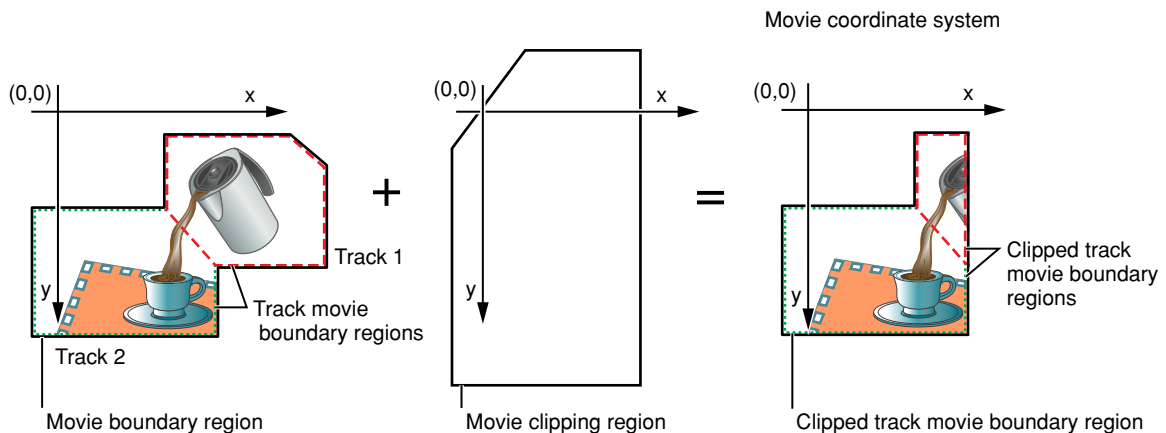 Movie coordinate system
(0,0)
x
y
Track 1
Track movie
boundary regions
Track 2
Movie boundary region
+
(0,0)
x
y
Movie clipping region
=
(0,0)
x
y
Clipped track
movie boundary
regions
Clipped track movie boundary region